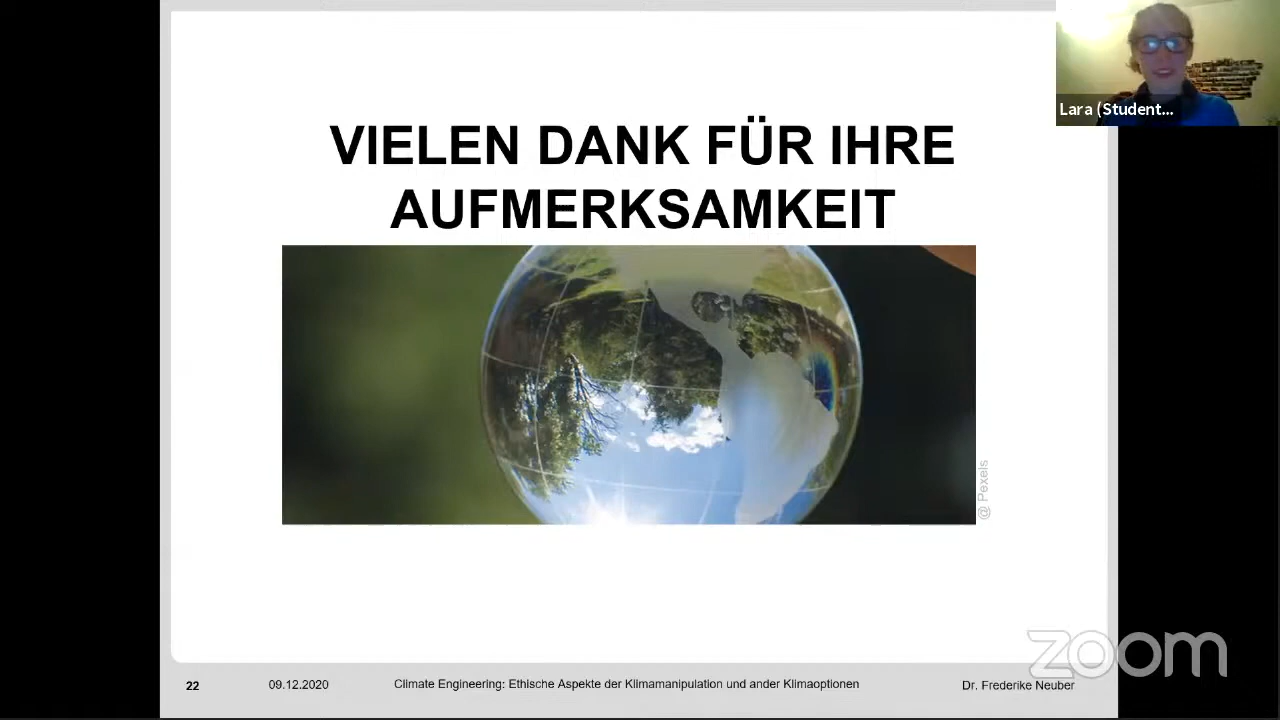 Lara (Student...
VIELEN DANK FÜR IHRE
AUFMERKSAMKEIT
@ Pexels
zoom
22
09.12.2020
Climate Engineering: Ethische Aspekte der Klimamanipulation und ander Klimaoptionen
Dr. Frederike Neuber